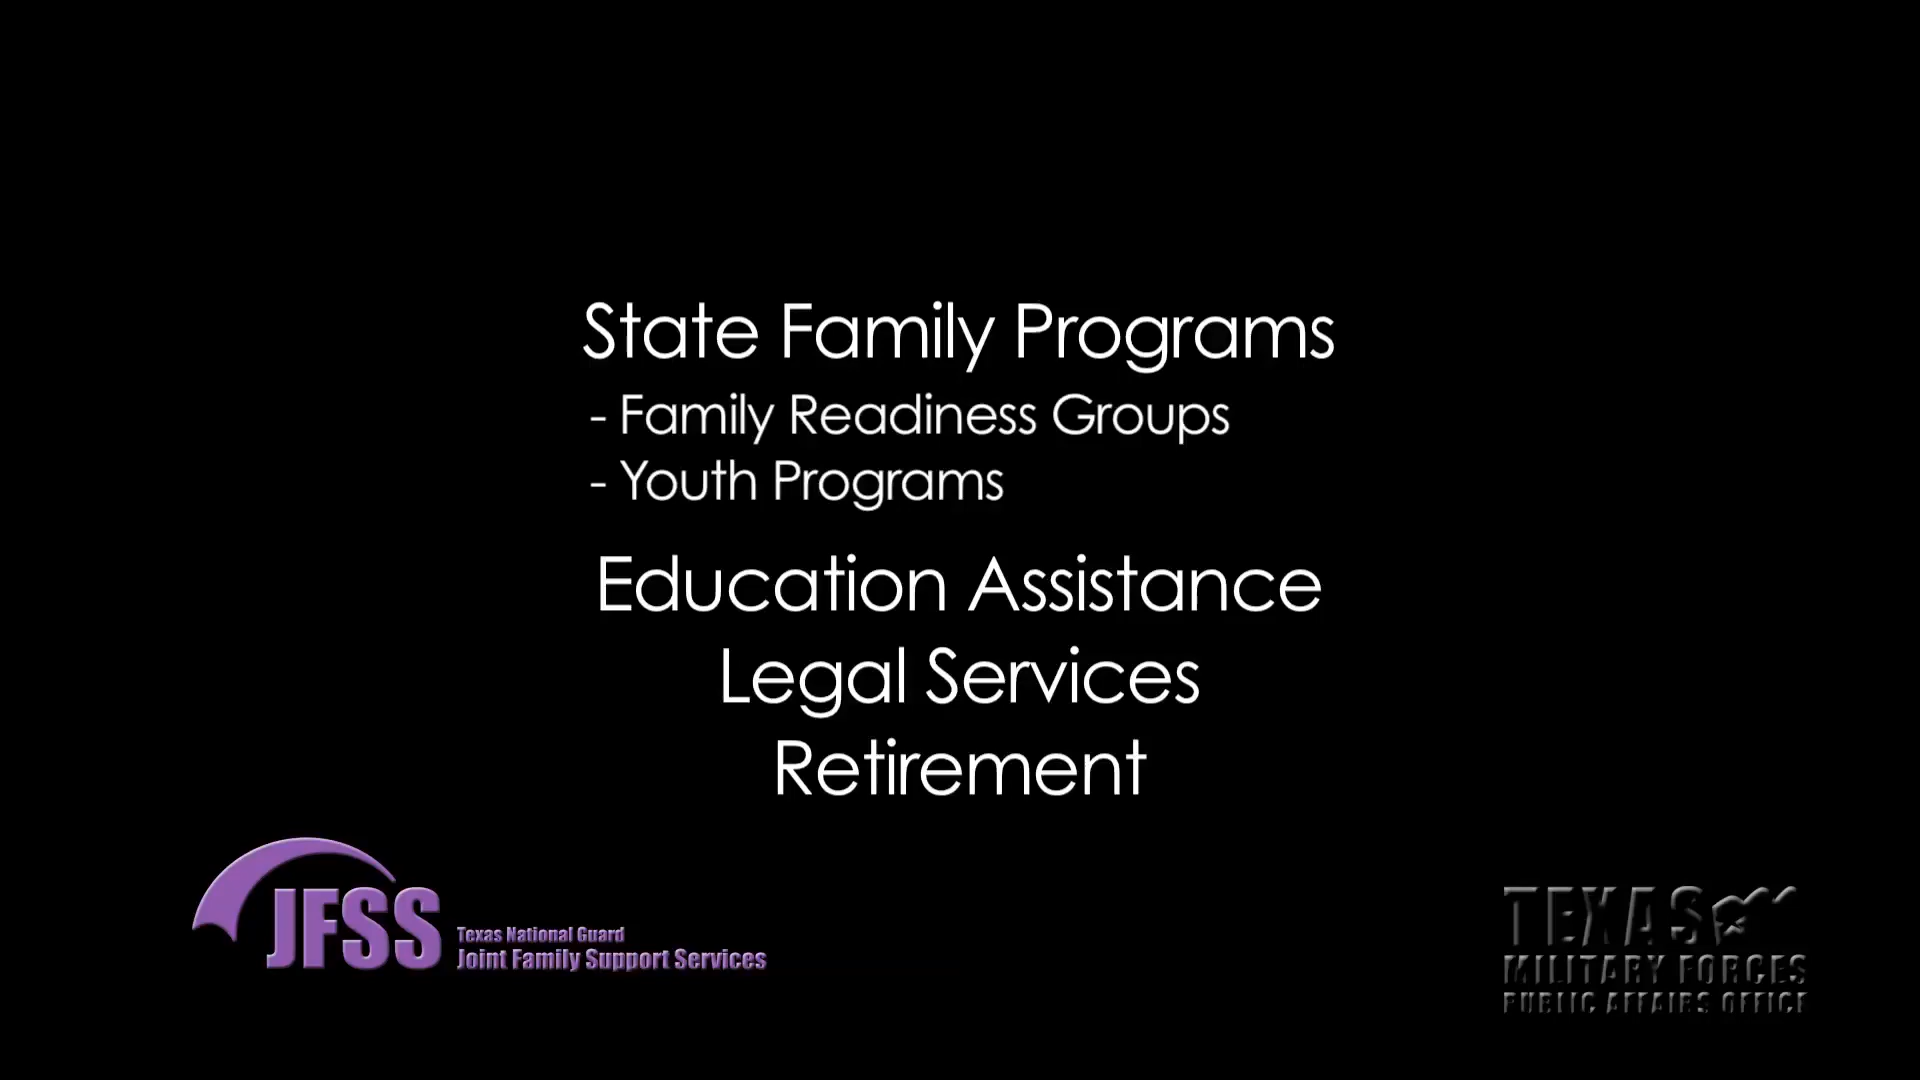 State Family Programs
- Family Readiness Groups
- Youth Programs
Education Assistance
Legal Services
Retirement
JFSS
Texas National Guard
Joint Family Support Services
TEXAS
MILITARY FORCES
PUBLIC AFFAIRS OFFICE